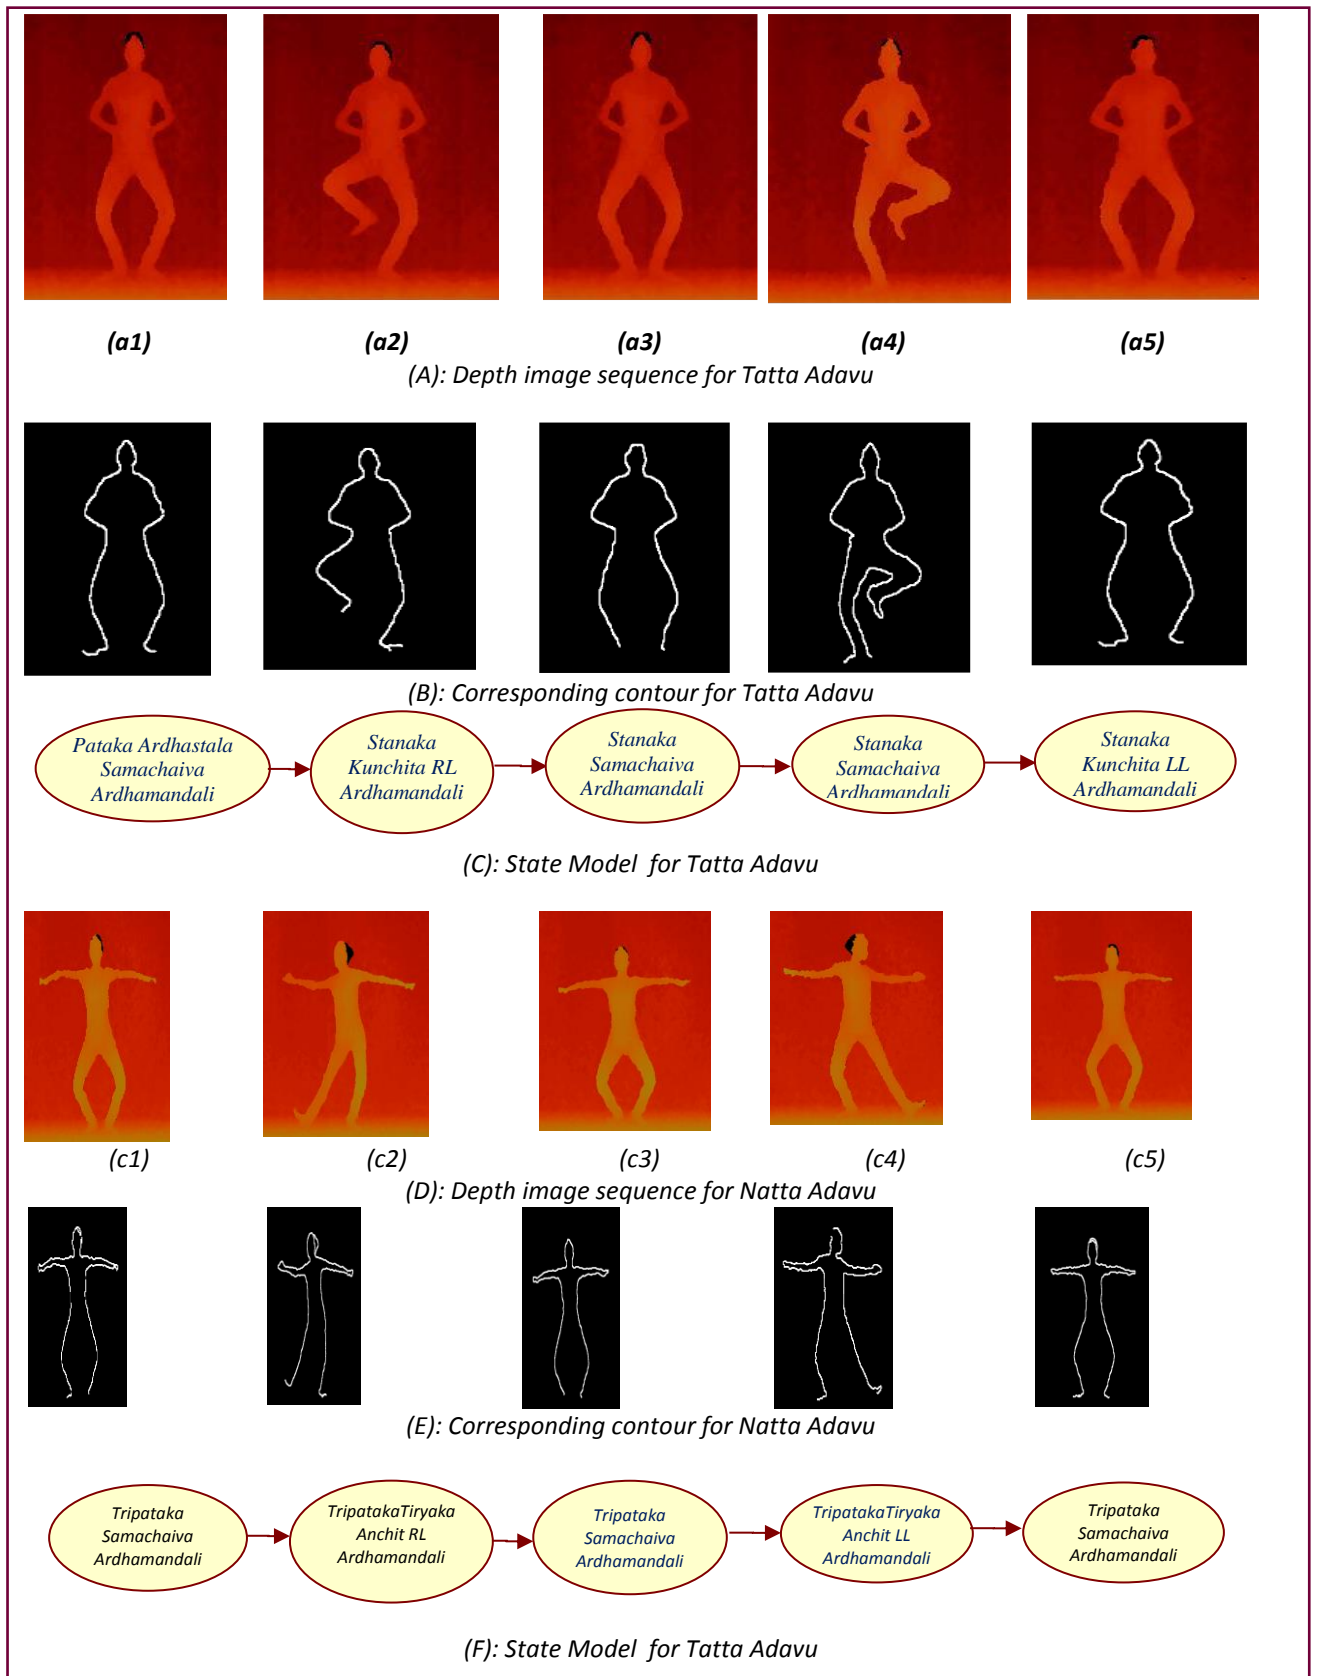 (a1) (a2) (a3) (a4) (a5)
(A): Depth image sequence for Tatta Adavu
(B): Corresponding contour for Tatta Adavu
Pataka Ardhastala
Samachaiva
Ardhamandali
Stanaka
Kunchita RL
Ardhamandali
Stanaka
Samachaiva
Ardhamandali
Stanaka
Samachaiva
Ardhamandali
Stanaka
Kunchita LL
Ardhamandali
(C): State Model for Tatta Adavu
(c1) (c2) (c3) (c4) (c5)
(D): Depth image sequence for Natta Adavu
(E): Corresponding contour for Natta Adavu
Tripataka
Samachaiva
Ardhamandali
TripatakaTiryaka
Anchit RL
Ardhamandali
Tripataka
Samachaiva
Ardhamandali
TripatakaTiryaka
Anchit LL
Ardhamandali
Tripataka
Samachaiva
Ardhamandali
(F): State Model for Tatta Adavu